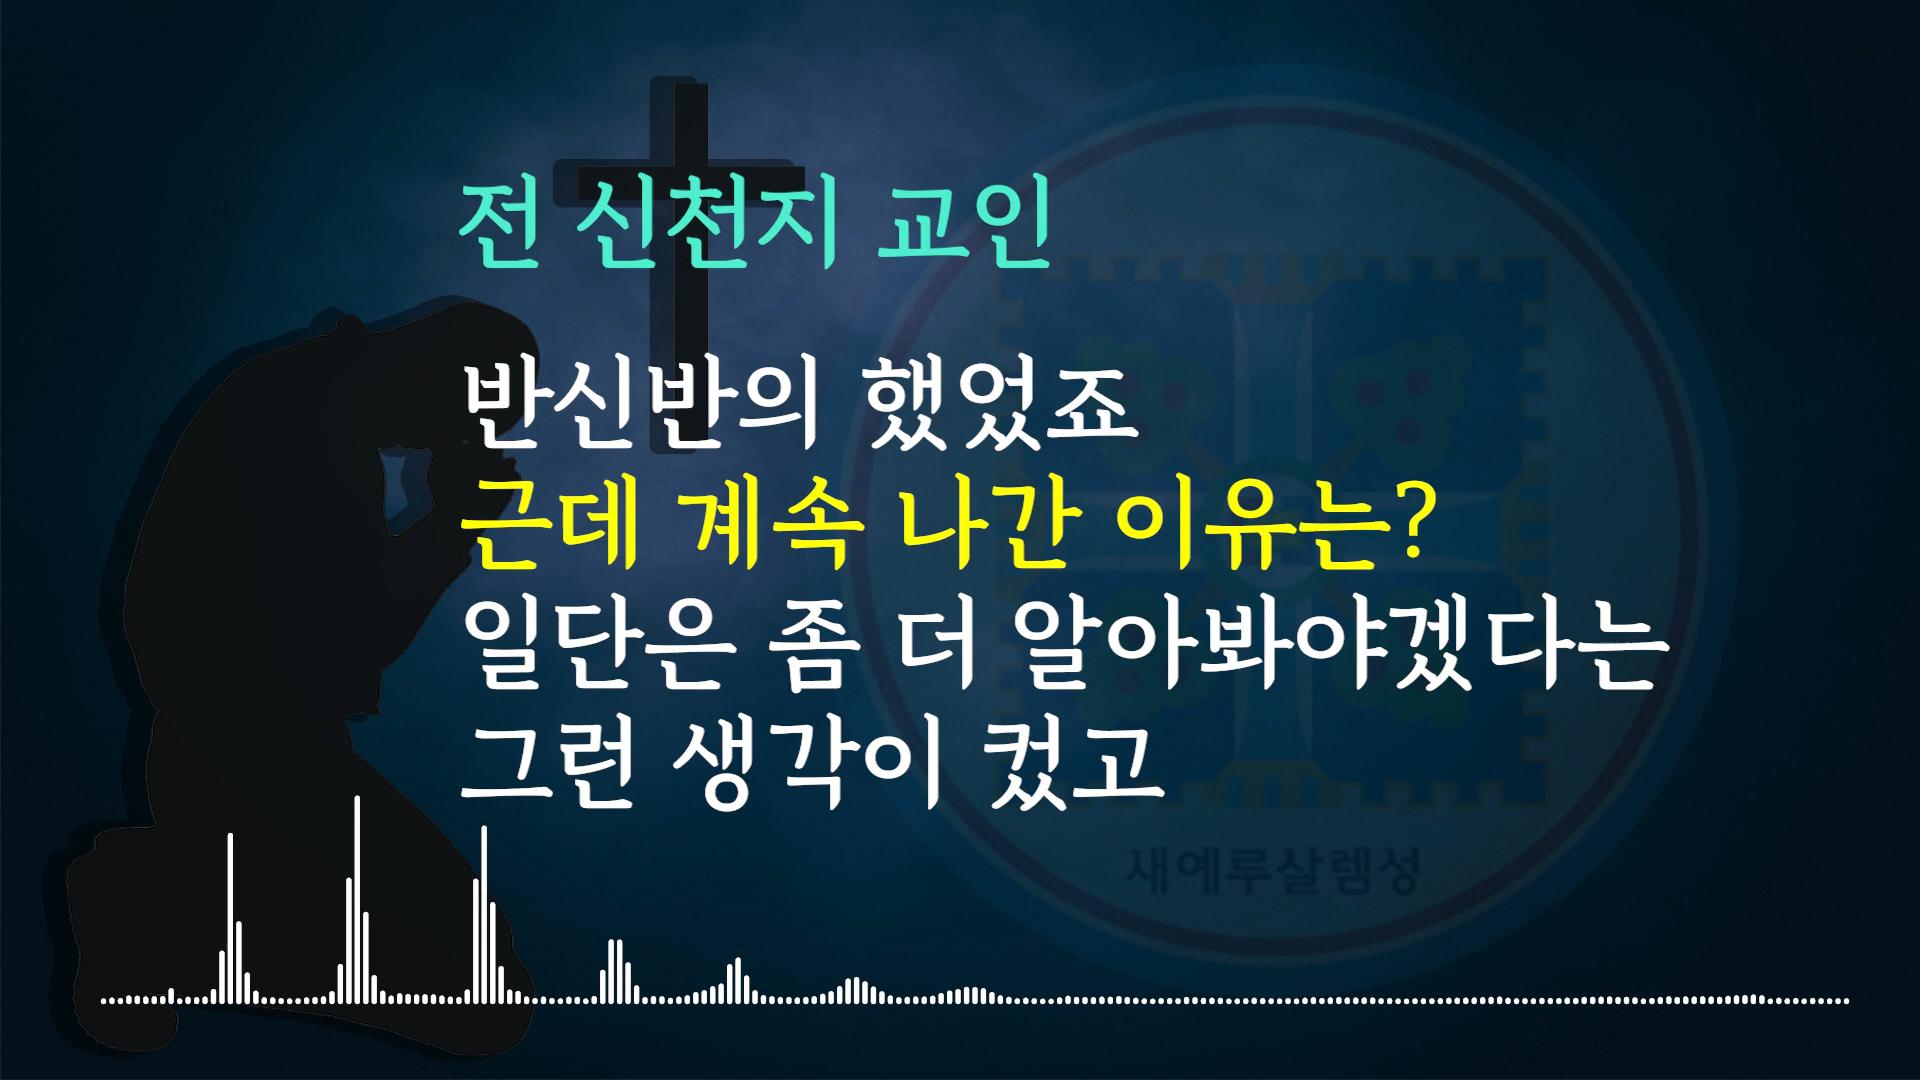 전 신천지 교인
반신반의 했었죠
근데 계속 나간 이유는?
일단은 좀 더 알아봐야겠다는
그런 생각이 컸고
새예루살렘성